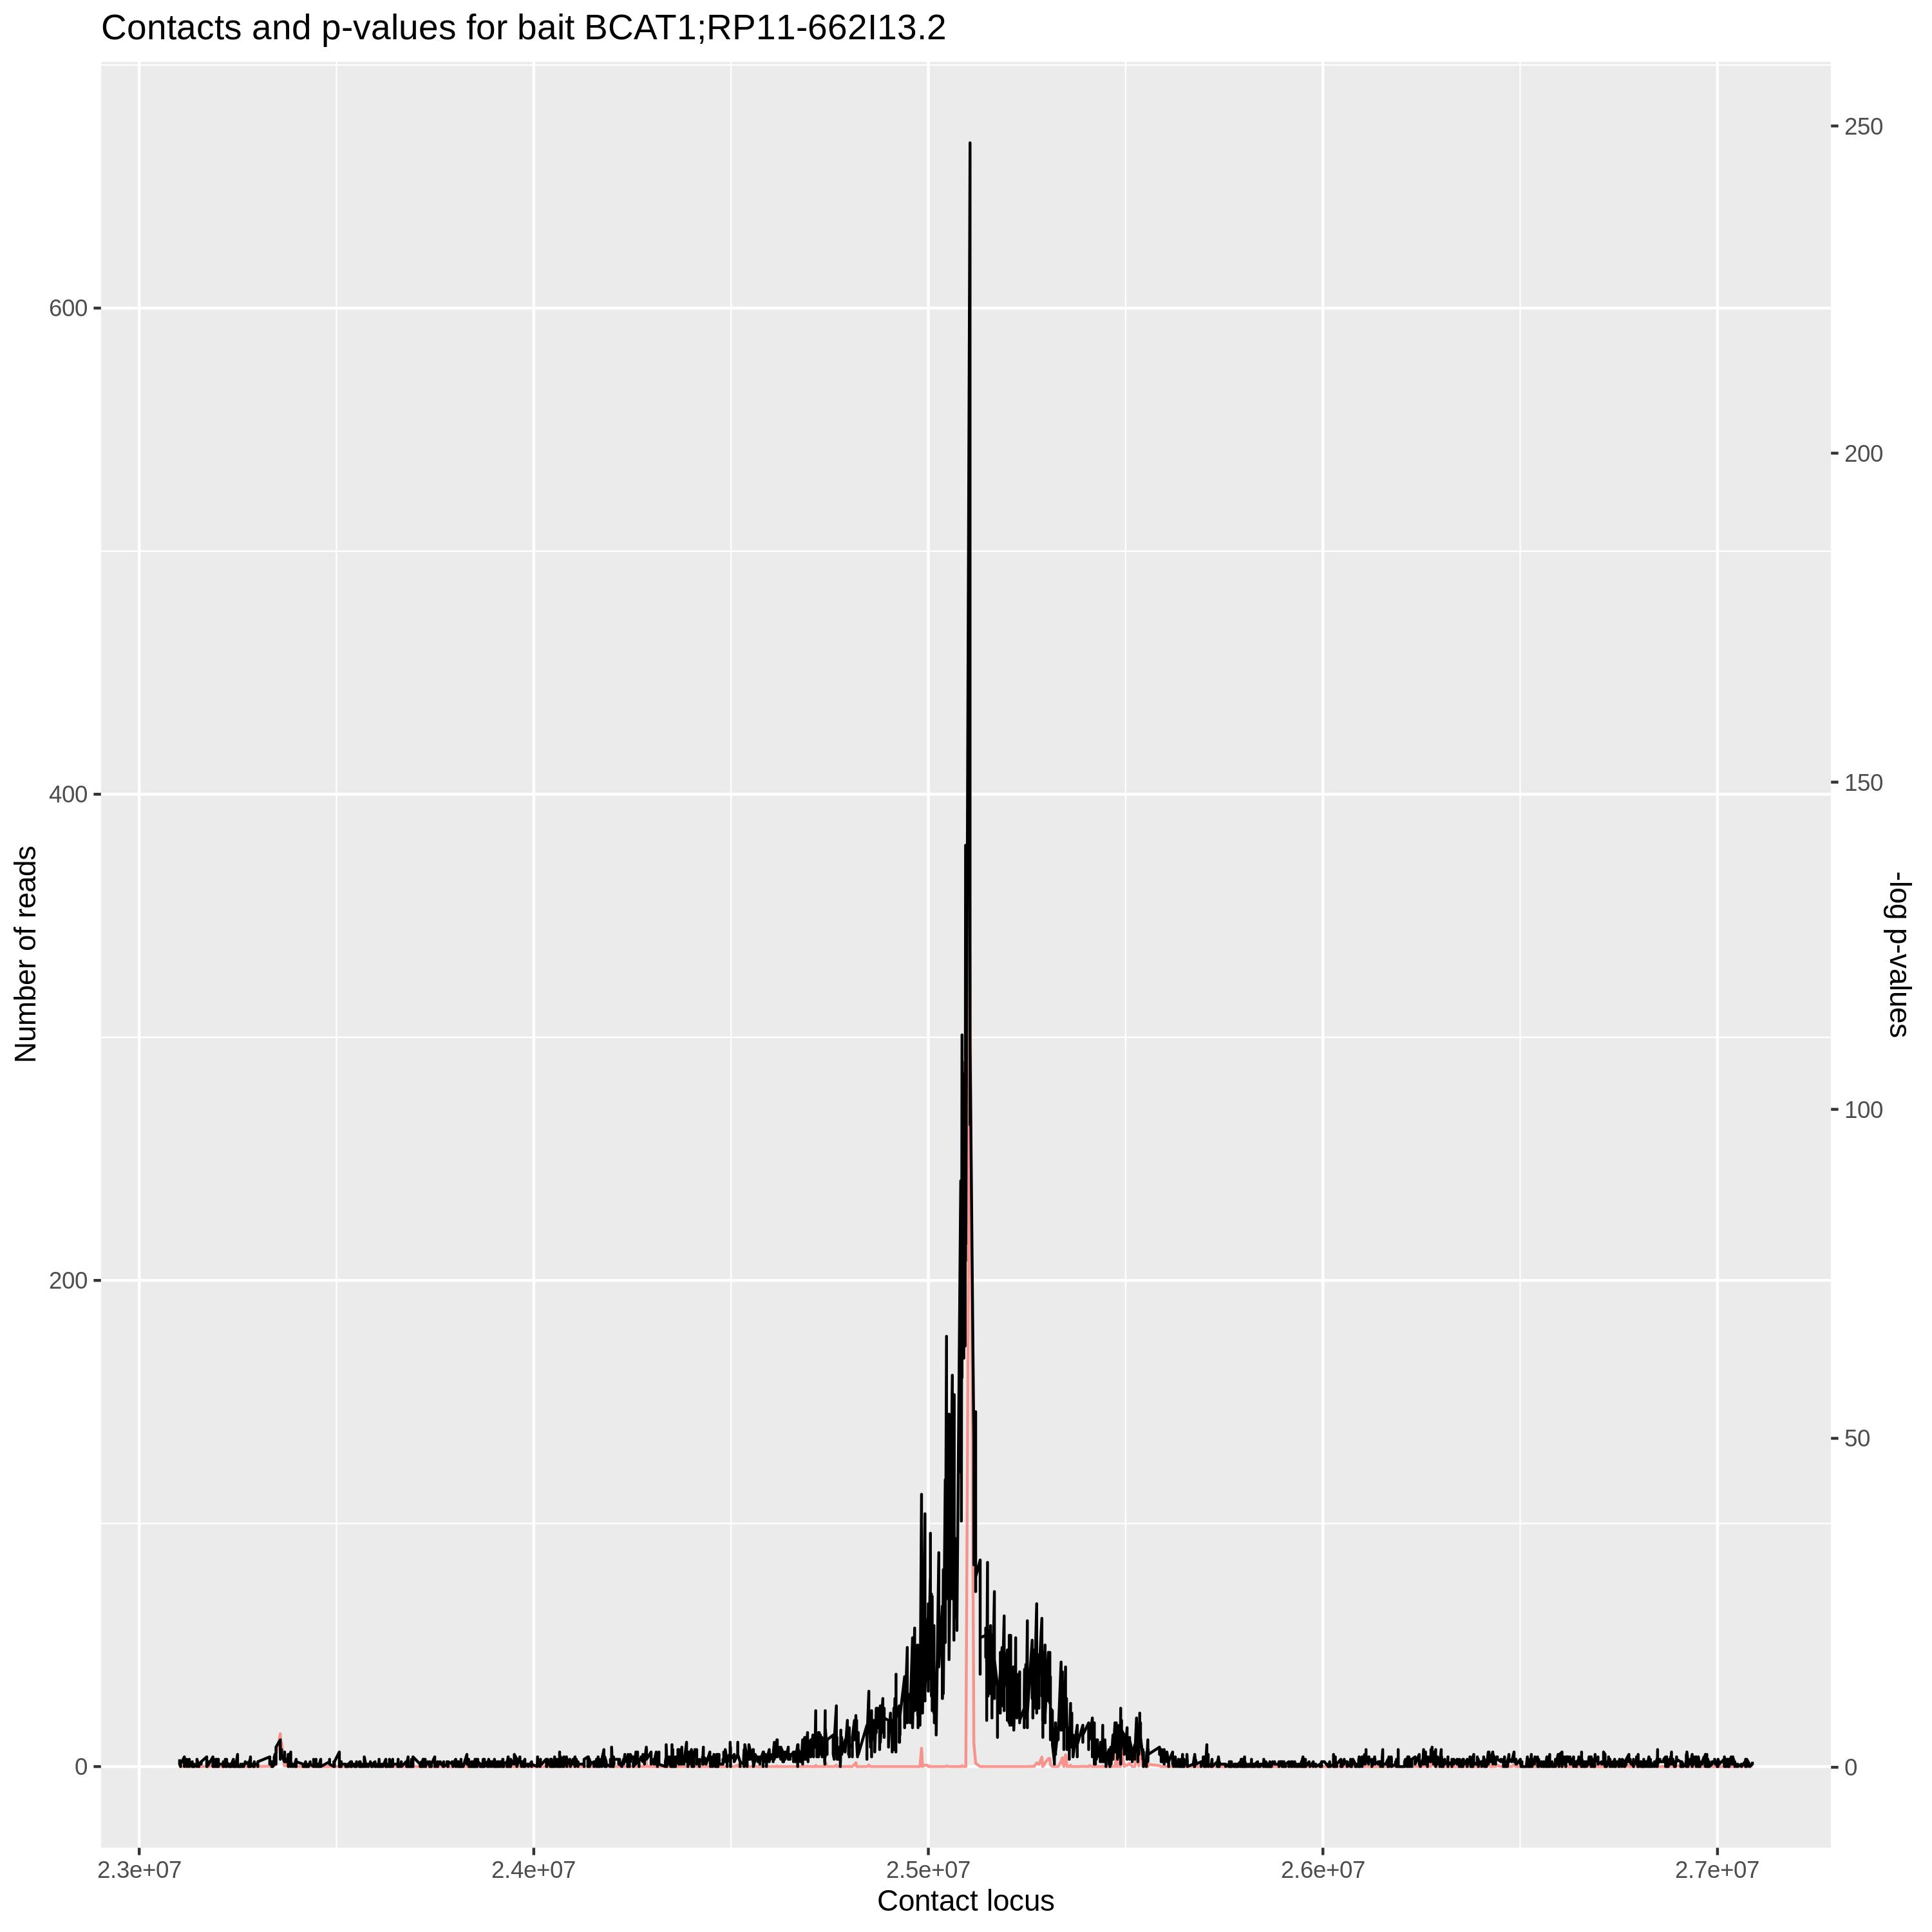 Contacts and p-values for bait BCAT1;RP11-662I13.2
250
600
200
400
150
Number of reads
-log p-values
100
200
50
0
0
2.3e+07
2.4e+07
2.5e+07
2.6e+07
2.7e+07
Contact locus